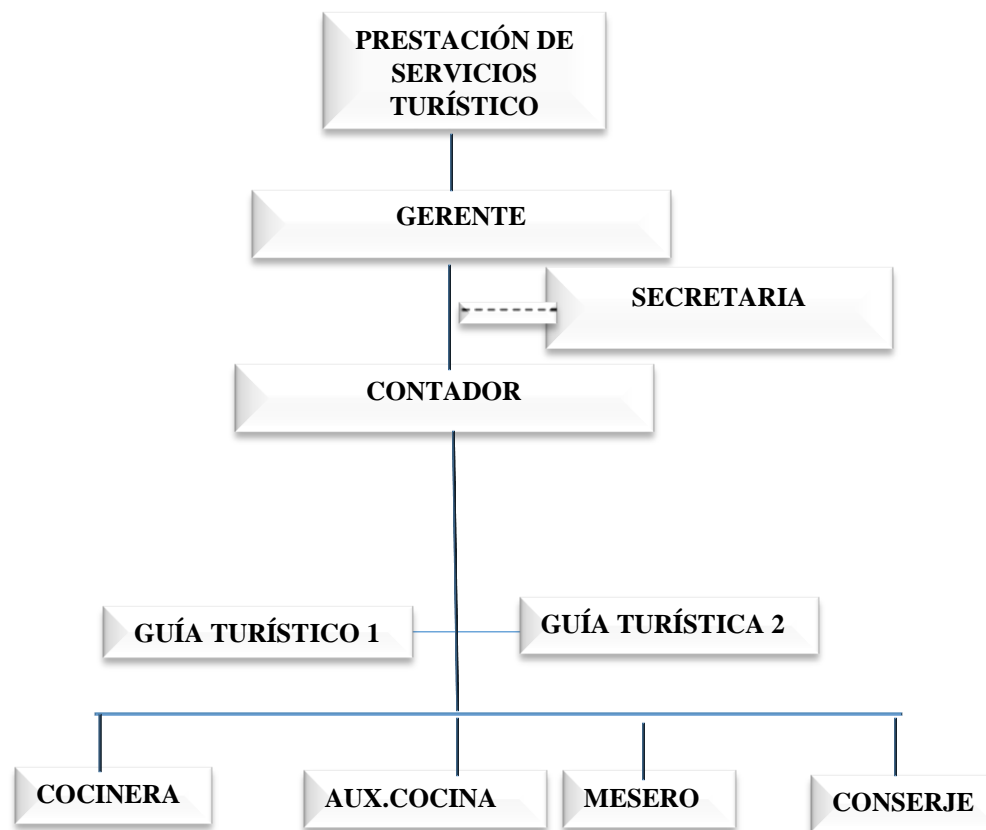 PRESTACIÓN DE
SERVICIOS
TURÍSTICO
GERENTE
SECRETARIA
CONTADOR
GUÍA TURÍSTICO 1
GUÍA TURÍSTICA 2
COCINERA
AUX.COCINA
MESERO
CONSERJE